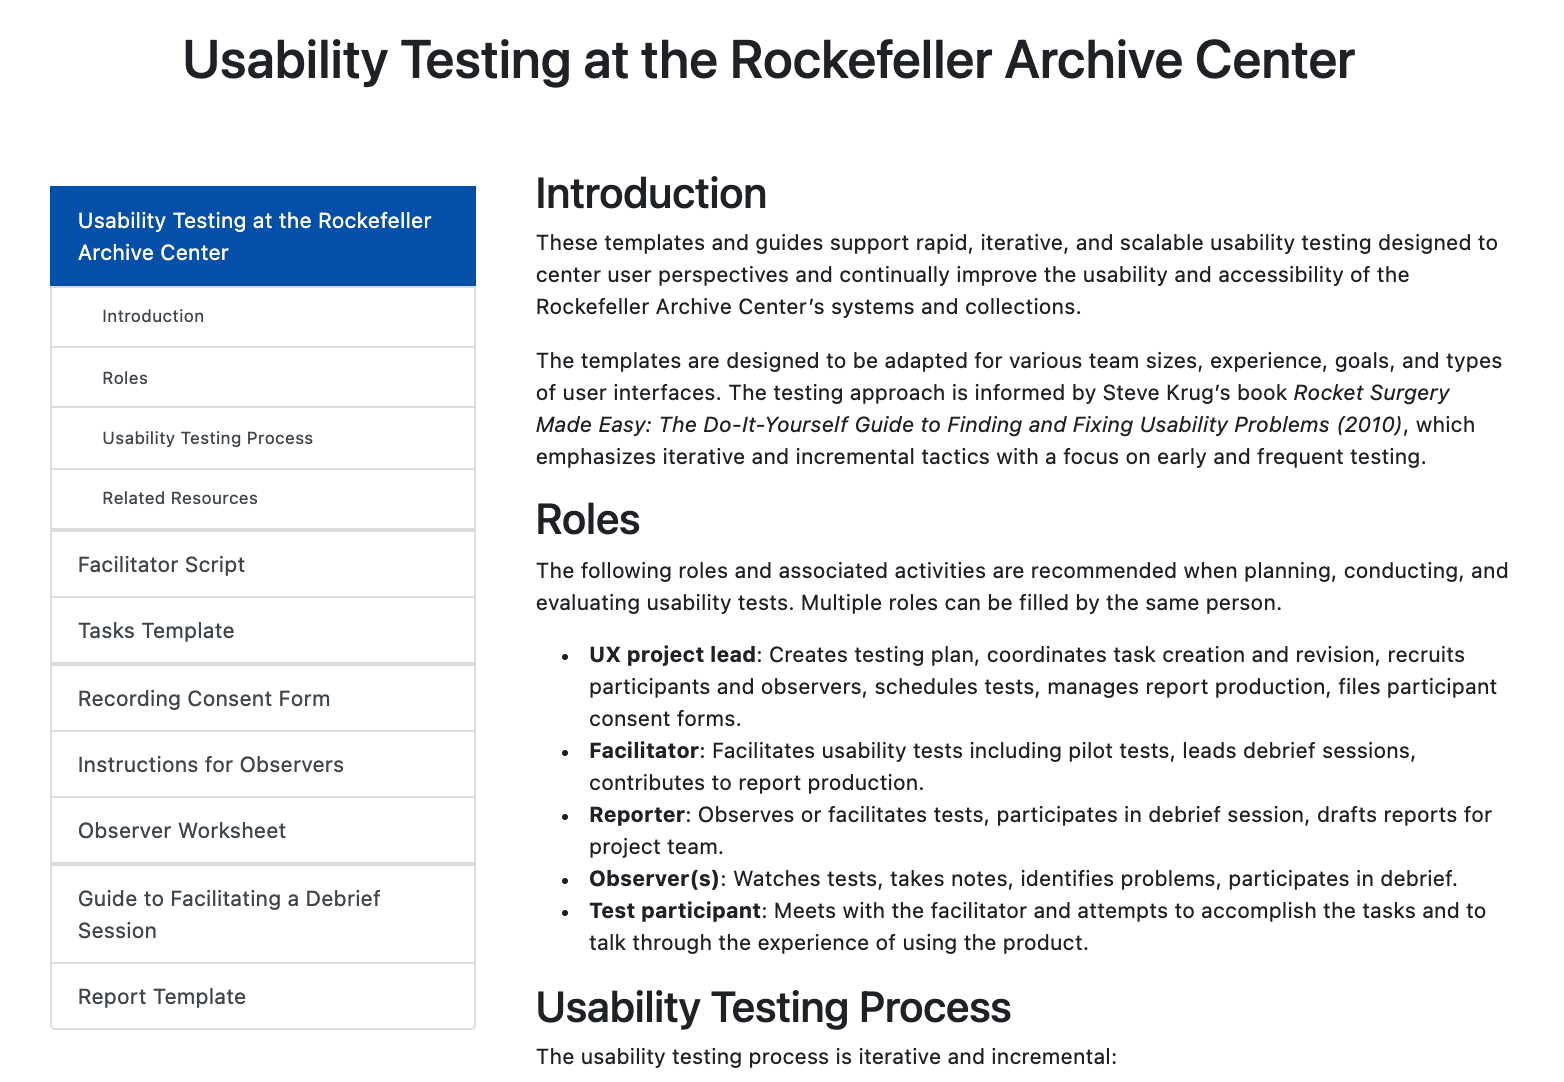 Usability Testing at the Rockefeller Archive Center
Usability Testing at the Rockefeller
Archive Center
Introduction
Roles
Usability Testing Process
Related Resources
Facilitator Script
Tasks Template
Recording Consent Form
Instructions for Observers
Observer Worksheet
Guide to Facilitating a Debrief
Session
Report Template
Introduction
These templates and guides support rapid, iterative, and scalable usability testing designed to
center user perspectives and continually improve the usability and accessibility of the
Rockefeller Archive Center’s systems and collections.
The templates are designed to be adapted for various team sizes, experience, goals, and types
of user interfaces. The testing approach is informed by Steve Krug’s book Rocket Surgery
Made Easy: The Do-It-Yourself Guide to Finding and Fixing Usability Problems (2010), which
emphasizes iterative and incremental tactics with a focus on early and frequent testing.
Roles
The following roles and associated activities are recommended when planning, conducting, and
evaluating usability tests. Multiple roles can be filled by the same person.
• UX project lead: Creates testing plan, coordinates task creation and revision, recruits
participants and observers, schedules tests, manages report production, files participant
consent forms.
• Facilitator: Facilitates usability tests including pilot tests, leads debrief sessions,
contributes to report production.
• Reporter: Observes or facilitates tests, participates in debrief session, drafts reports for
project team.
• Observer(s): Watches tests, takes notes, identifies problems, participates in debrief.
• Test participant: Meets with the facilitator and attempts to accomplish the tasks and to
talk through the experience of using the product.
Usability Testing Process
The usability testing process is iterative and incremental: